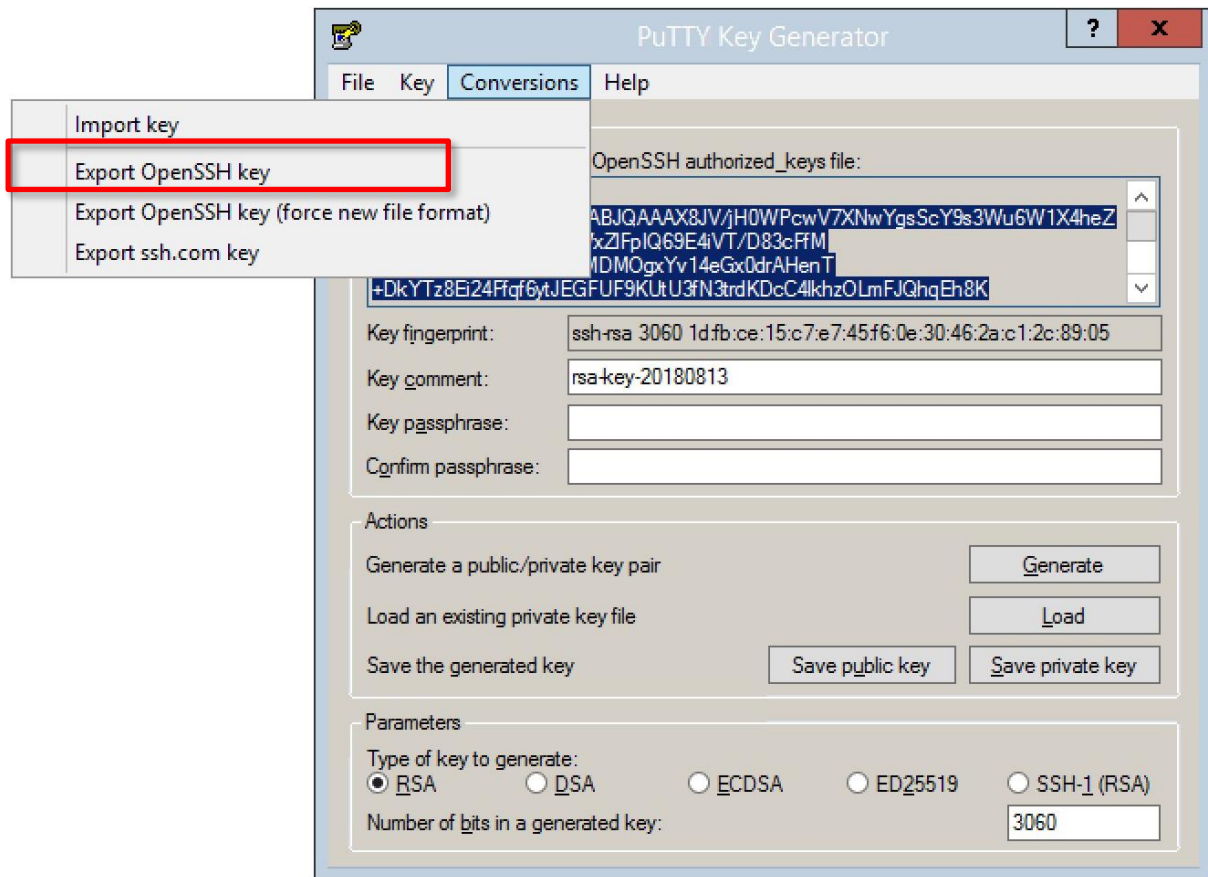 PuTTY Key Generator
?
X
File Key Conversions Help
Import key
Export OpenSSH key
Export OpenSSH key (force new file format)
Export ssh.com key
OpenSSH authorized_keys file:
ABJQAAAX8JV/jH0WPcwV7XNwYgsScY9s3Wu6W1X4heZ
xZlFpIQ69E4iVT/D83cFfM
MDMOgxYv14eGx0drAHenT
+DkYTz8Ei24Ffqf6ytJEGFUF9KUtU3fN3trdKDcC4lkhzOLmFJQhqEh8K
Key fingerprint: ssh-rsa 3060 1d:fb:ce:15:c7:e7:45:f6:0e:30:46:2a:c1:2c:89:05
Key comment: rsa-key-20180813
Key passphrase:
Confirm passphrase:
Actions
Generate a public/private key pair Generate
Load an existing private key file Load
Save the generated key Save public key Save private key
Parameters
Type of key to generate:
RSA DSA ECDSA ED25519 SSH-1 (RSA)
Number of bits in a generated key: 3060